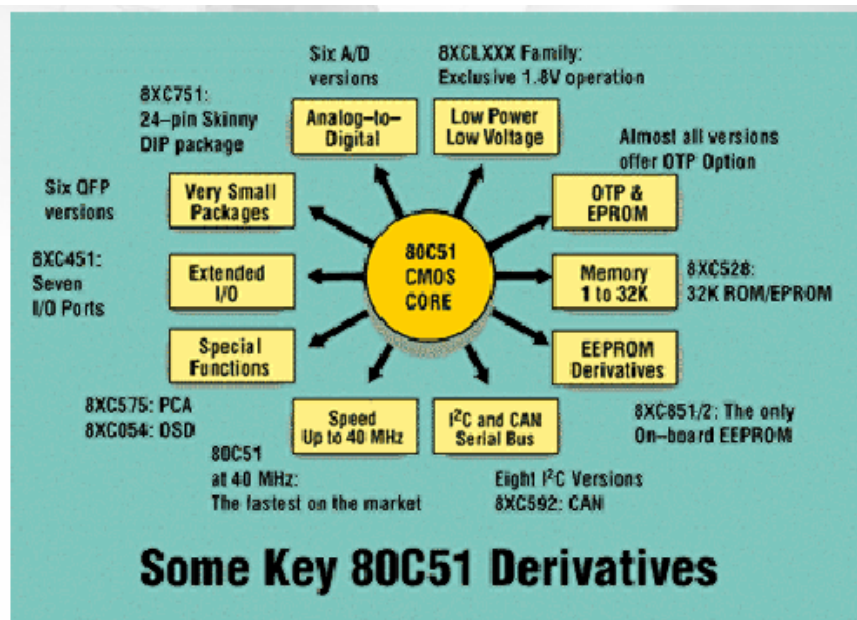 Six A/D
versions
8XCLXXX Family:
Exclusive 1.8V operation
8XC751:
24-pin Skinny
DIP package
Analog-to-
Digital
Low Power
Low Voltage
Almost all versions
offer OTP Option
Six QFP
versions
Very Small
Packages
OTP &
EPROM
80C51
CMOS
CORE
8XC451:
Seven
I/O Ports
Extended
I/O
Memory
1 to 32K
8XC528:
32K ROM/EPROM
Special
Functions
EEPROM
Derivatives
8XC575: PCA
8XC054: OSD
Speed
Up to 40 MHz
I²C and CAN
Serial Bus
8XC851/2: The only
On-board EEPROM
80C51
at 40 MHz:
The fastest on the market
Eight I²C Versions
8XC592: CAN
Some Key 80C51 Derivatives